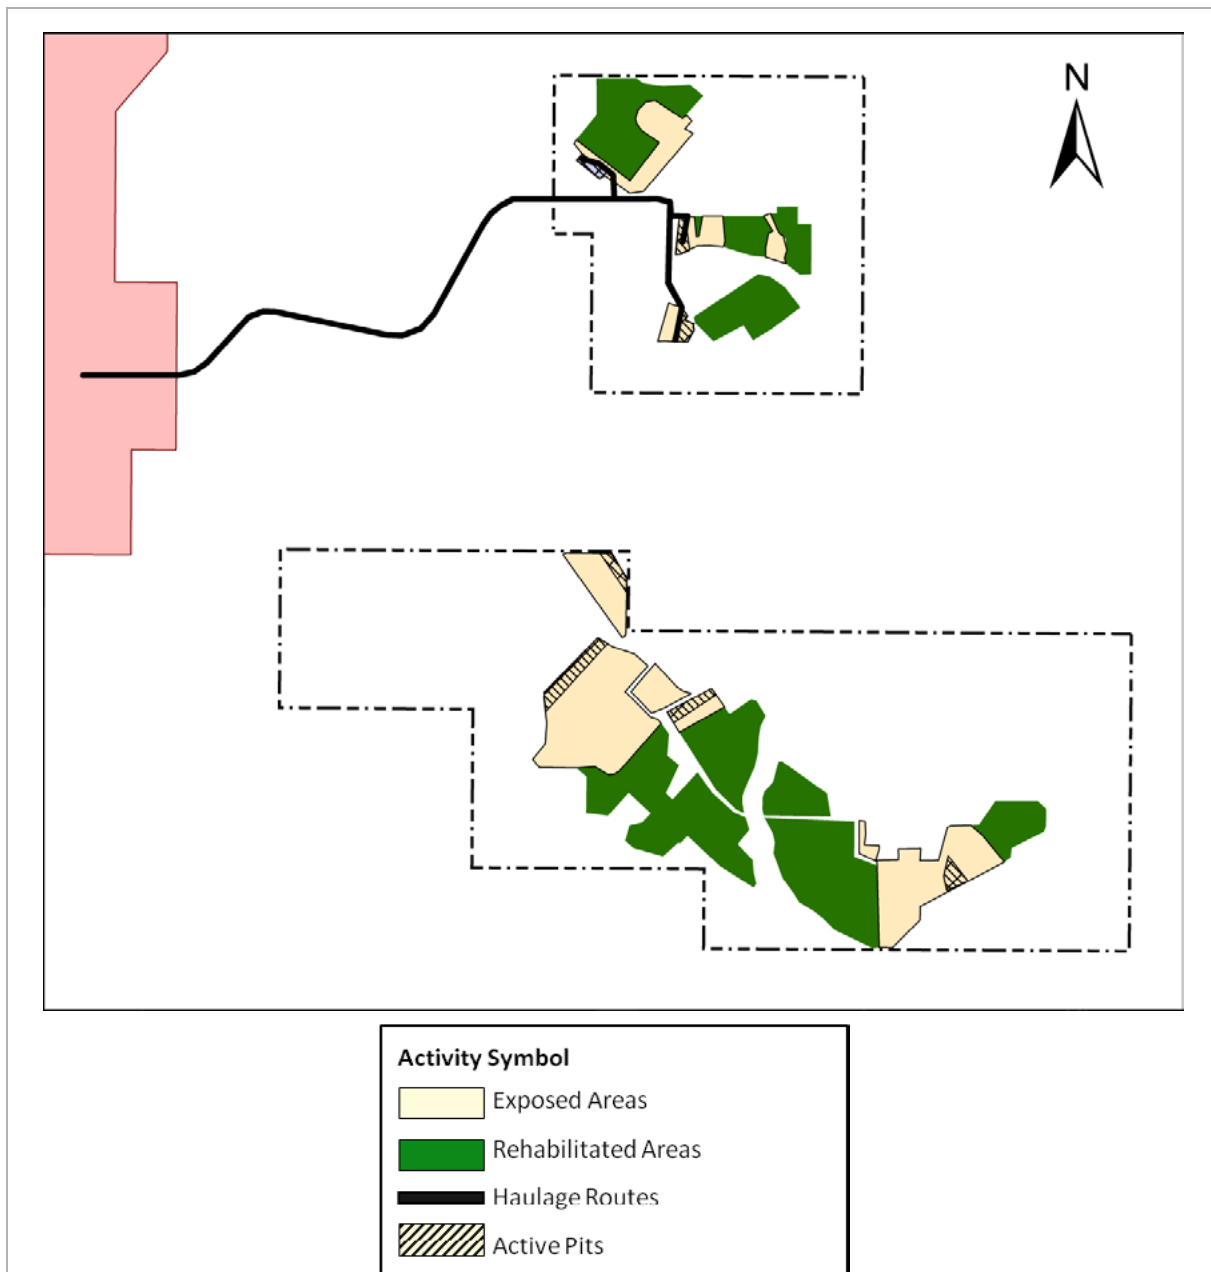 N
Activity Symbol
Exposed Areas
Rehabilitated Areas
Haulage Routes
Active Pits